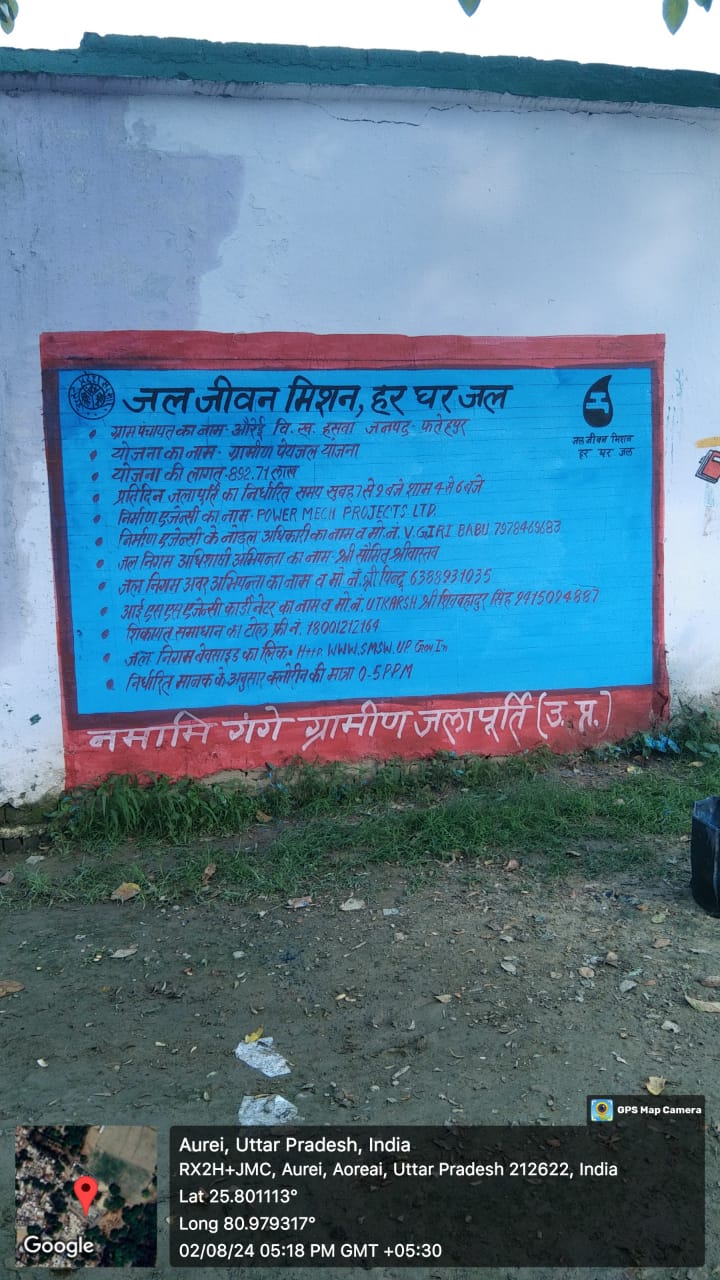 जल जीवन मिशन, हर घर जल
ग्राम पंचायत का नाम- औरेई वि. ख. हसवा जनपद- फतेहपुर
योजना का नाम- ग्रामीण पेयजल योजना
योजना की लागत-892.71 लाख
प्रतिदिन जलापूर्ति का निर्धारित समय सुबह 7 से 9 बजे शाम 4 से 6 बजे
निर्माण एजेन्सी का नाम-POWER MECH PROJECTS LTD.
निर्माण एजेन्सी के नोडल अधिकारी का नाम व मो.नं. V.GIRI BABU 7978465683
जल निगम अधिशाषी अभियन्ता का नाम- श्री सौमित्र श्रीवास्तव
जल निगम अवर अभियन्ता का नाम व मो. नं. श्री पिन्टू 6388931035
आई एस एस एजेन्सी कार्डीनेटर का नाम व मो.नं. UTKARSH श्री शिवबहादुर सिंह 9415024887
शिकायत समाधान का टोल फ्री नं. 18001212164
जल निगम बेवसाइड का लिंक- Http. WWW.SMSW.UP Gov In
निर्धारित मानक के अनुसार क्लोरीन की मात्रा 0-5PPM
जल जीवन मिशन
हर घर जल
नमामि गंगे ग्रामीण जलापूर्ति (उ. प्र.)
GPS Map Camera
Aurei, Uttar Pradesh, India
RX2H+JMC, Aurei, Aoreai, Uttar Pradesh 212622, India
Lat 25.801113°
Long 80.979317°
02/08/24 05:18 PM GMT +05:30
Google